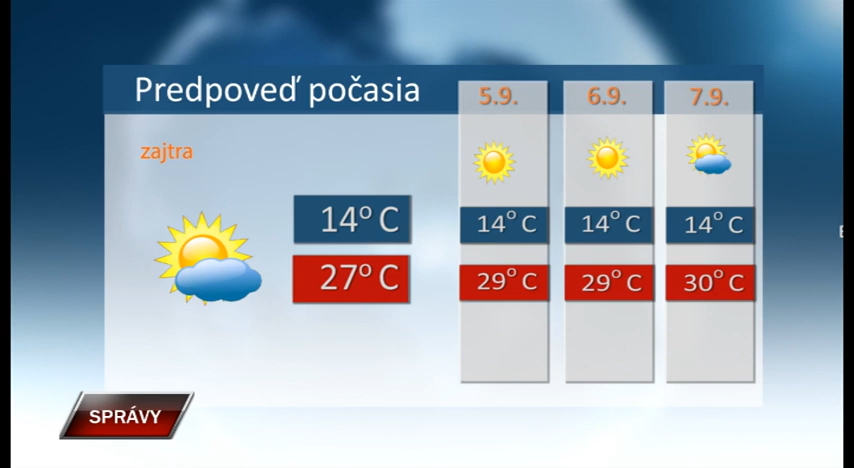 Predpoveď počasia
zajtra
14° C
27° C
5.9.
14° C
29° C
6.9.
14° C
29° C
7.9.
14° C
30° C
SPRÁVY